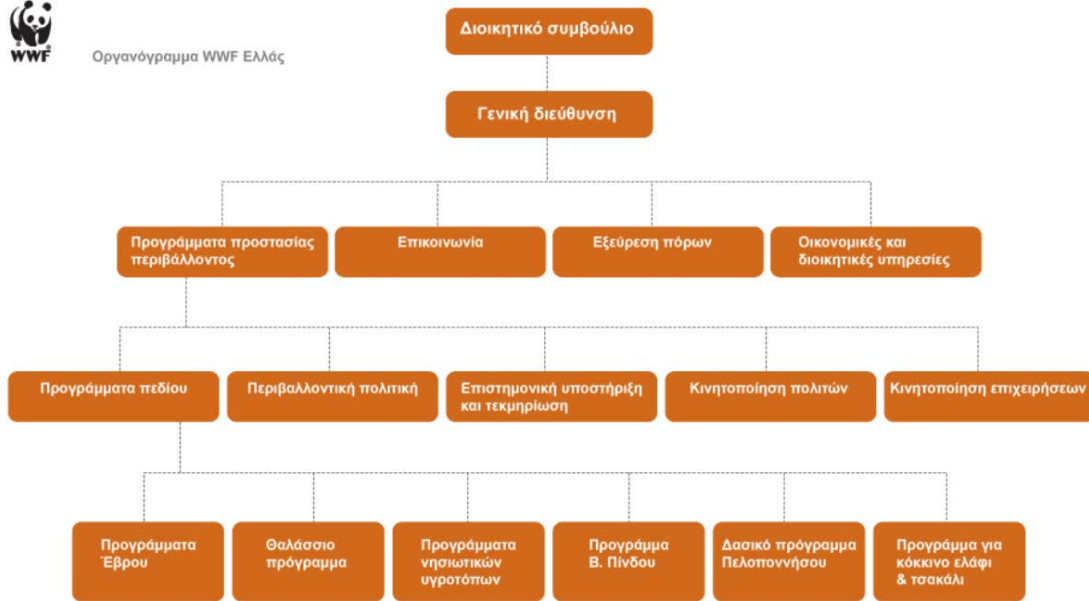 WWF
Οργανόγραμμα WWF Ελλάς
Διοικητικό συμβούλιο
Γενική διεύθυνση
Προγράμματα προστασίας
περιβάλλοντος
Επικοινωνία
Εξεύρεση πόρων
Οικονομικές και
διοικητικές υπηρεσίες
Προγράμματα πεδίου
Περιβαλλοντική πολιτική
Επιστημονική υποστήριξη
και τεκμηρίωση
Κινητοποίηση πολιτών
Κινητοποίηση επιχειρήσεων
Προγράμματα
Έβρου
Θαλάσσιο
πρόγραμμα
Προγράμματα
νησιωτικών
υγροτόπων
Πρόγραμμα
Β. Πίνδου
Δασικό πρόγραμμα
Πελοποννήσου
Πρόγραμμα για
κόκκινο ελάφι
& τσακάλι